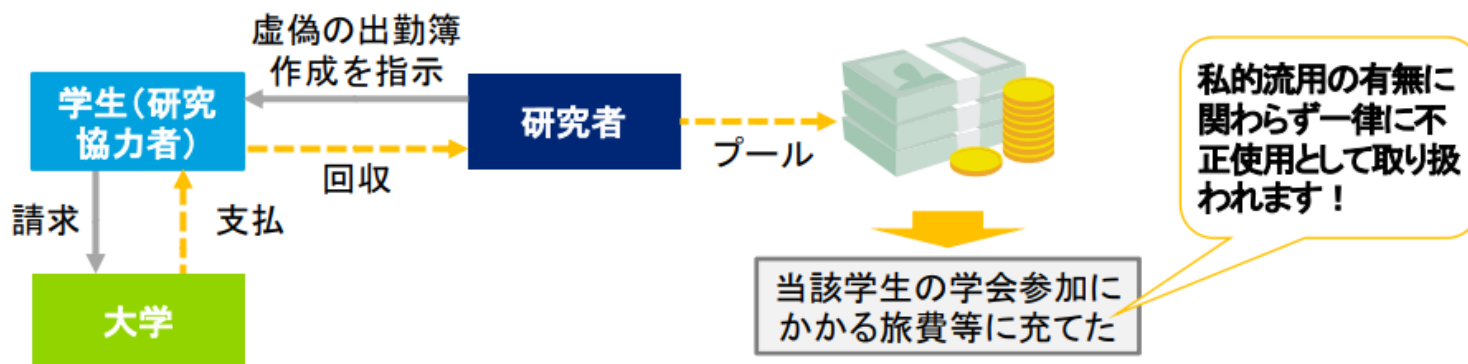 虚偽の出勤簿
作成を指示
学生（研究
協力者）
研究者
回収
プール
請求
支払
大学
当該学生の学会参加に
かかる旅費等に充てた
私的流用の有無に
関わらず一律に不
正使用として取り扱
われます！